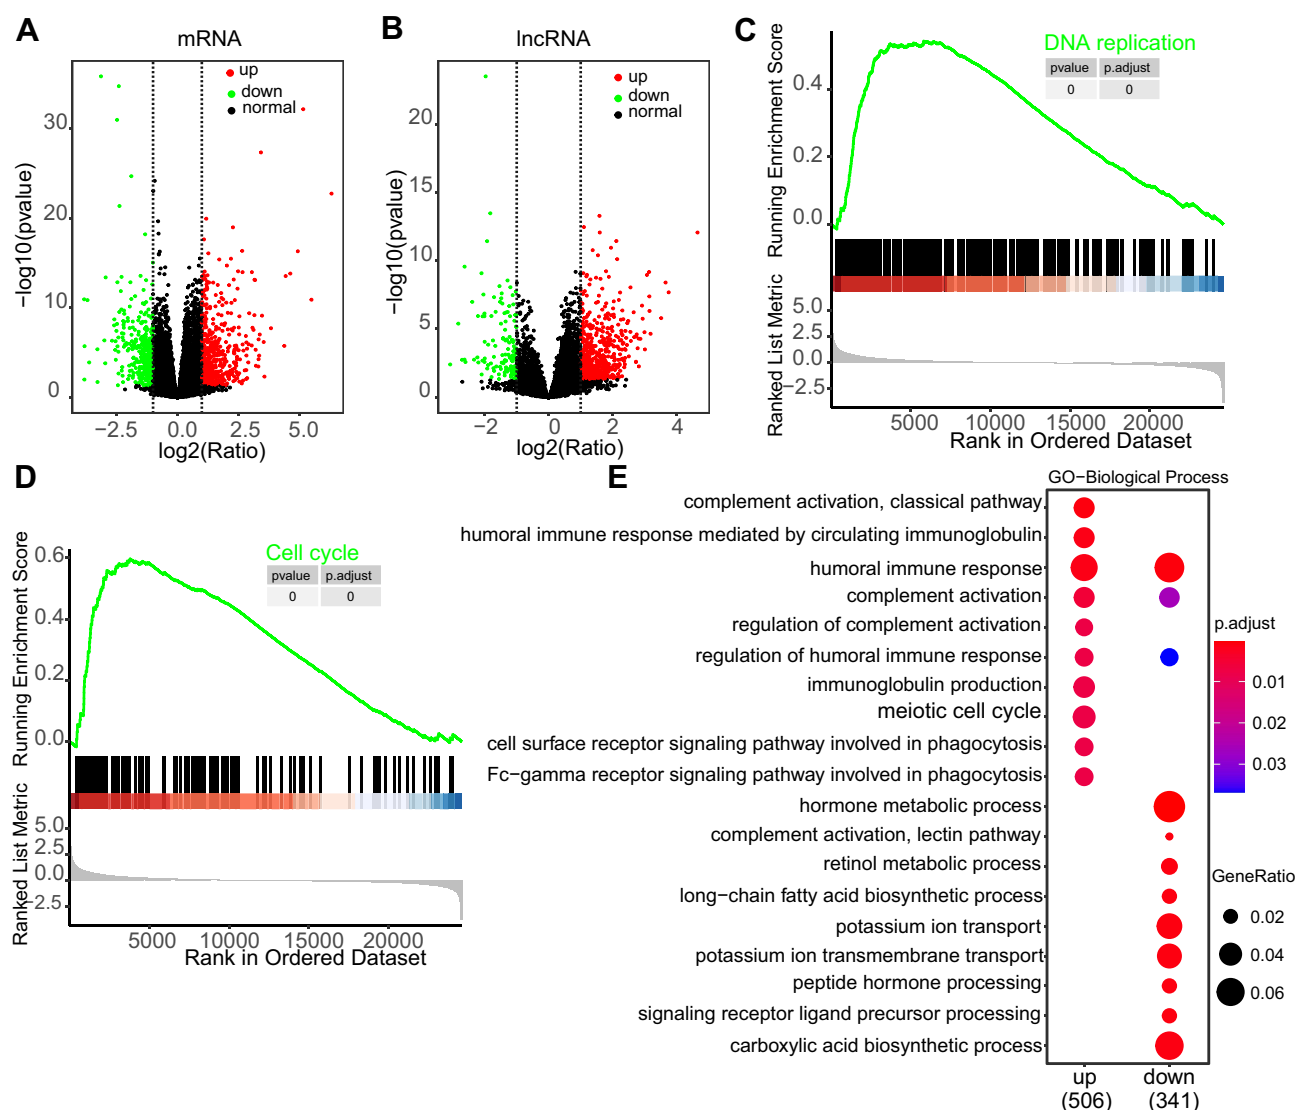 A
mRNA
up
down
normal
30
20
10
0
−log10(pvalue)
−2.5
0.0
2.5
5.0
log2(Ratio)
B
lncRNA
up
down
normal
20
15
10
5
0
−log10(pvalue)
−2
0
2
4
log2(Ratio)
C
DNA replication
pvalue
p.adjust
0
0
Running Enrichment Score
0.4
0.2
0.0
Ranked List Metric
5.0
2.5
0.0
−2.5
5000
10000
15000
20000
Rank in Ordered Dataset
D
Cell cycle
pvalue
p.adjust
0
0
Running Enrichment Score
0.6
0.4
0.2
0.0
Ranked List Metric
5.0
2.5
0.0
−2.5
5000
10000
15000
20000
Rank in Ordered Dataset
E
GO−Biological Process
complement activation, classical pathway
humoral immune response mediated by circulating immunoglobulin
humoral immune response
complement activation
regulation of complement activation
regulation of humoral immune response
immunoglobulin production
meiotic cell cycle
cell surface receptor signaling pathway involved in phagocytosis
Fc−gamma receptor signaling pathway involved in phagocytosis
hormone metabolic process
complement activation, lectin pathway
retinol metabolic process
long−chain fatty acid biosynthetic process
potassium ion transport
potassium ion transmembrane transport
peptide hormone processing
signaling receptor ligand precursor processing
carboxylic acid biosynthetic process
up
(506)
down
(341)
p.adjust
0.01
0.02
0.03
GeneRatio
0.02
0.04
0.06